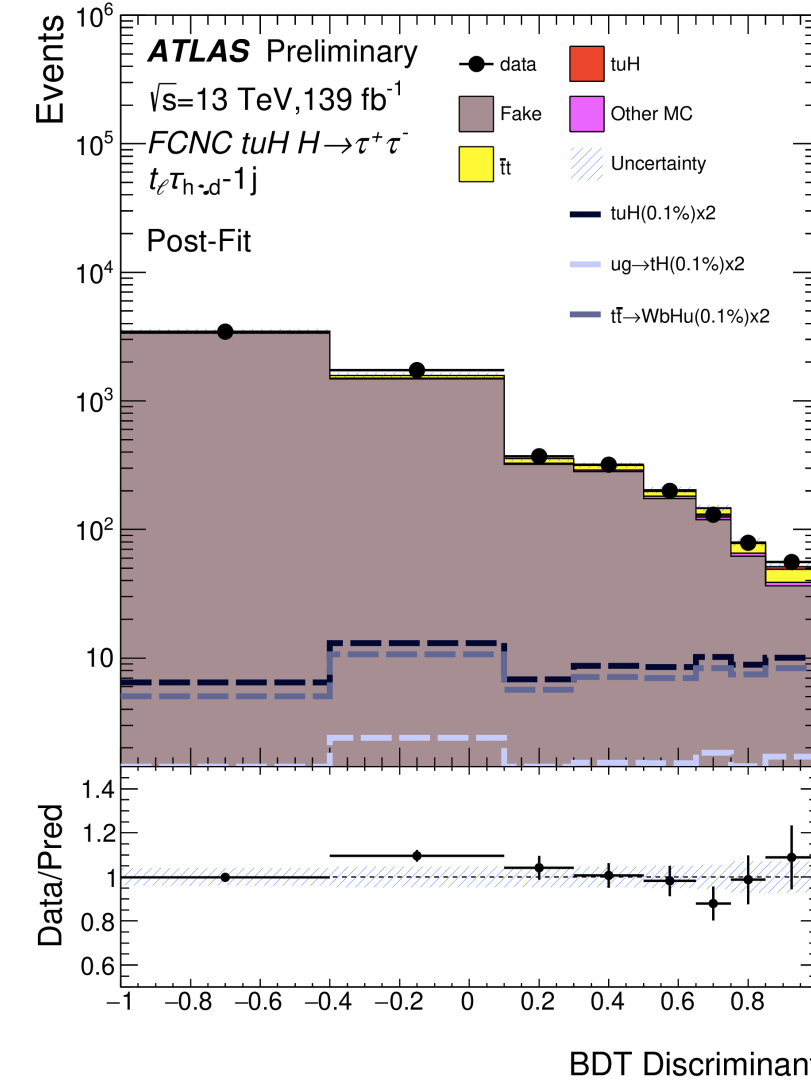 Events
10⁶
10⁵
10⁴
10³
10²
10
ATLAS Preliminary
√s=13 TeV,139 fb⁻¹
FCNC tuH H→τ⁺τ⁻
Post-Fit
data
Fake
t̄t
tuH
Other MC
Uncertainty
tuH(0.1%)x2
ug→tH(0.1%)x2
tt̄→WbHu(0.1%)x2
Data/Pred
1.4
1.2
1
0.8
0.6
−1 −0.8 −0.6 −0.4 −0.2 0 0.2 0.4 0.6 0.8
BDT Discriminant